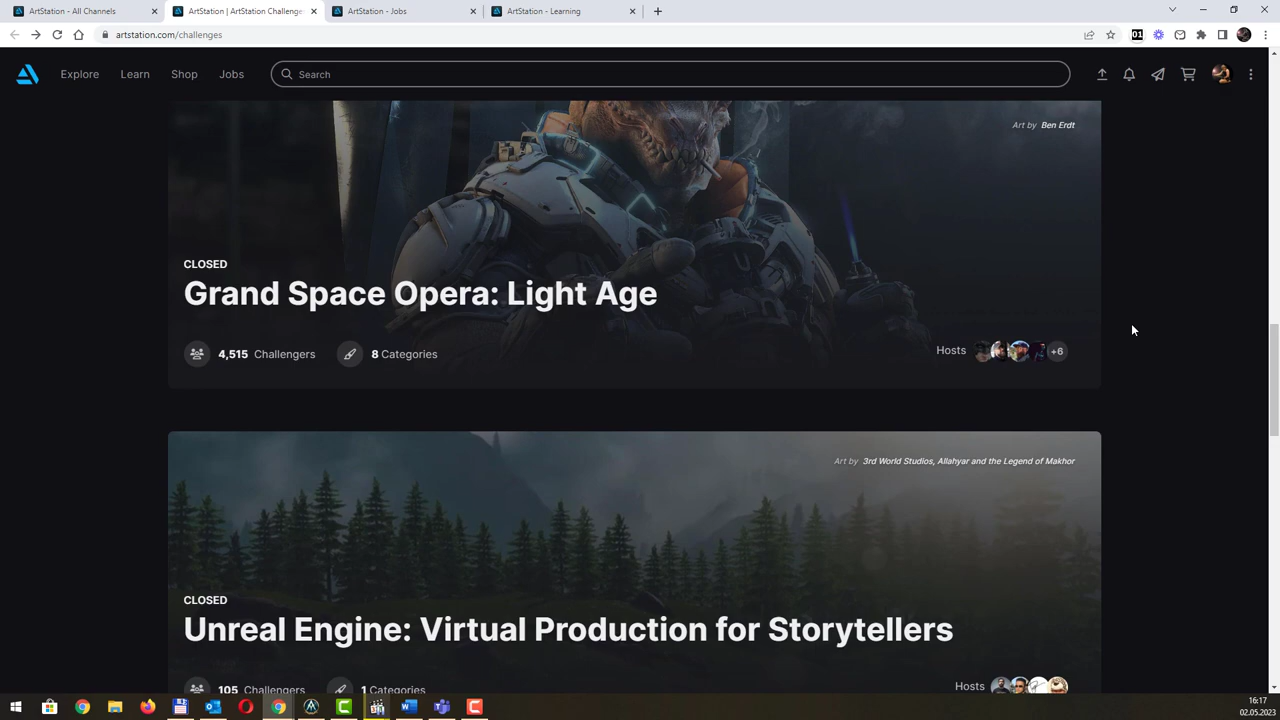 ArtStation - All Channels
ArtStation | ArtStation Challenge
ArtStation - Jobs
ArtStation - Learning
artstation.com/challenges
01
Explore
Learn
Shop
Jobs
Search
Art by Ben Erdt
CLOSED
Grand Space Opera: Light Age
4,515 Challengers
8 Categories
Hosts
+6
Art by 3rd World Studios, Allahyar and the Legend of Makhor
CLOSED
Unreal Engine: Virtual Production for Storytellers
105 Challengers
1 Categories
Hosts
16:17
02.05.2023